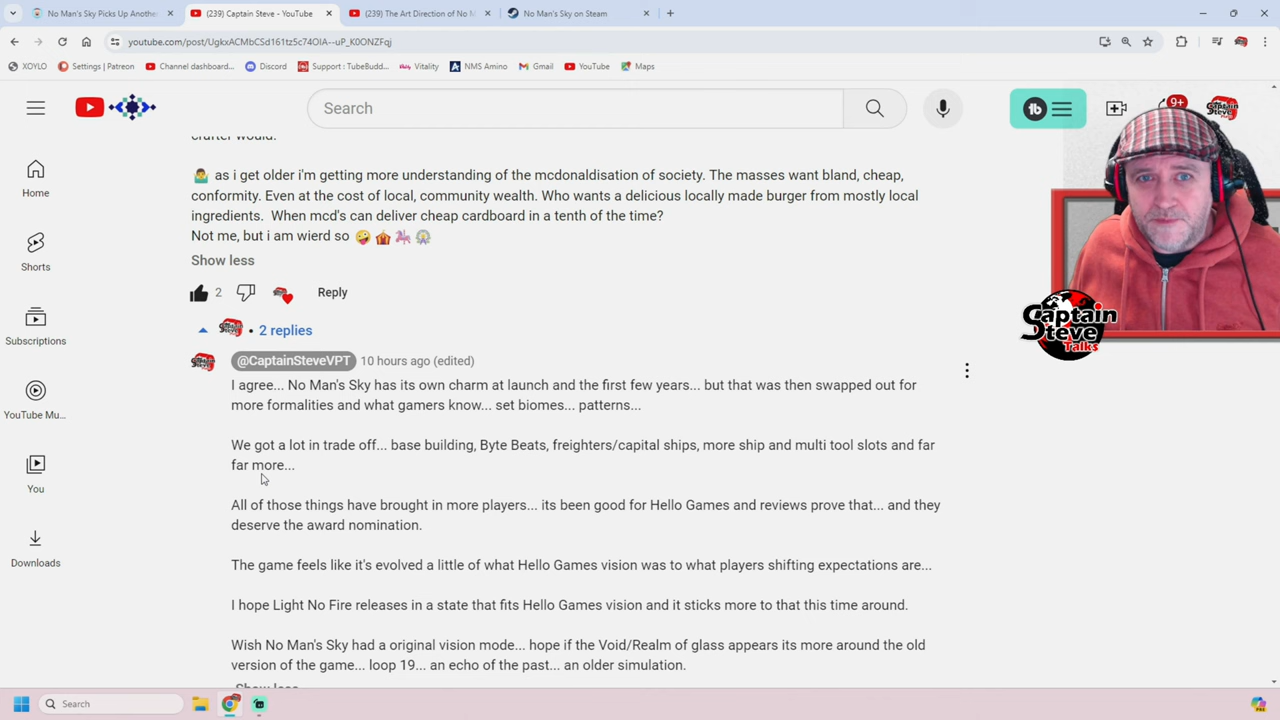 No Man's Sky Picks Up Anothe
(239) Captain Steve - YouTube
(239) The Art Direction of No M
No Man's Sky on Steam
youtube.com/post/UgkxACMbCSd161tz5c74OIA--uP_K0ONZFqj
XOYLO
Settings | Patreon
Channel dashboard...
Discord
Support : TubeBudd...
Vitality
NMS Amino
Gmail
YouTube
Maps
Search
9+
crafter would.
as i get older i'm getting more understanding of the mcdonaldisation of society. The masses want bland, cheap,
conformity. Even at the cost of local, community wealth. Who wants a delicious locally made burger from mostly local
ingredients. When mcd's can deliver cheap cardboard in a tenth of the time?
Not me, but i am wierd so
Show less
2
Reply
2 replies
@CaptainSteveVPT 10 hours ago (edited)
I agree... No Man's Sky has its own charm at launch and the first few years... but that was then swapped out for
more formalities and what gamers know... set biomes... patterns...
We got a lot in trade off... base building, Byte Beats, freighters/capital ships, more ship and multi tool slots and far
far more...
All of those things have brought in more players... its been good for Hello Games and reviews prove that... and they
deserve the award nomination.
The game feels like it's evolved a little of what Hello Games vision was to what players shifting expectations are...
I hope Light No Fire releases in a state that fits Hello Games vision and it sticks more to that this time around.
Wish No Man's Sky had a original vision mode... hope if the Void/Realm of glass appears its more around the old
version of the game... loop 19... an echo of the past... an older simulation.
Show less
Home
Shorts
Subscriptions
YouTube Mu...
You
Downloads
Captain
Steve
Talks
Search